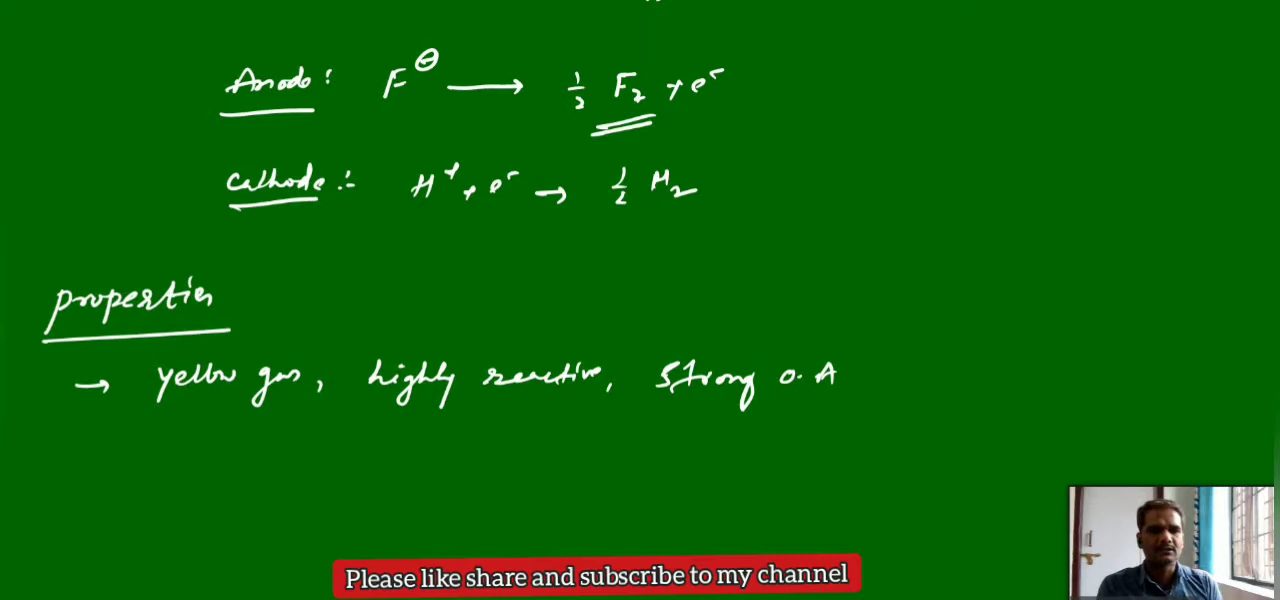 Anode: F⊖ ⟶ 1/2 F2 + e-
Cathode :- H+ + e- → 1/2 H2
properties
→ yellow gas, highly reactive, strong O.A
Please like share and subscribe to my channel